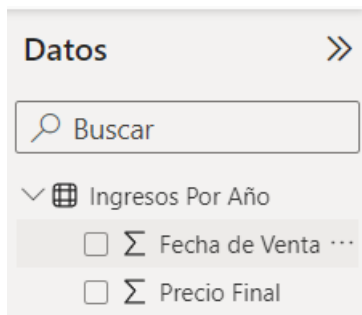 Datos
Buscar
Ingresos Por Año
Σ Fecha de Venta ...
Σ Precio Final